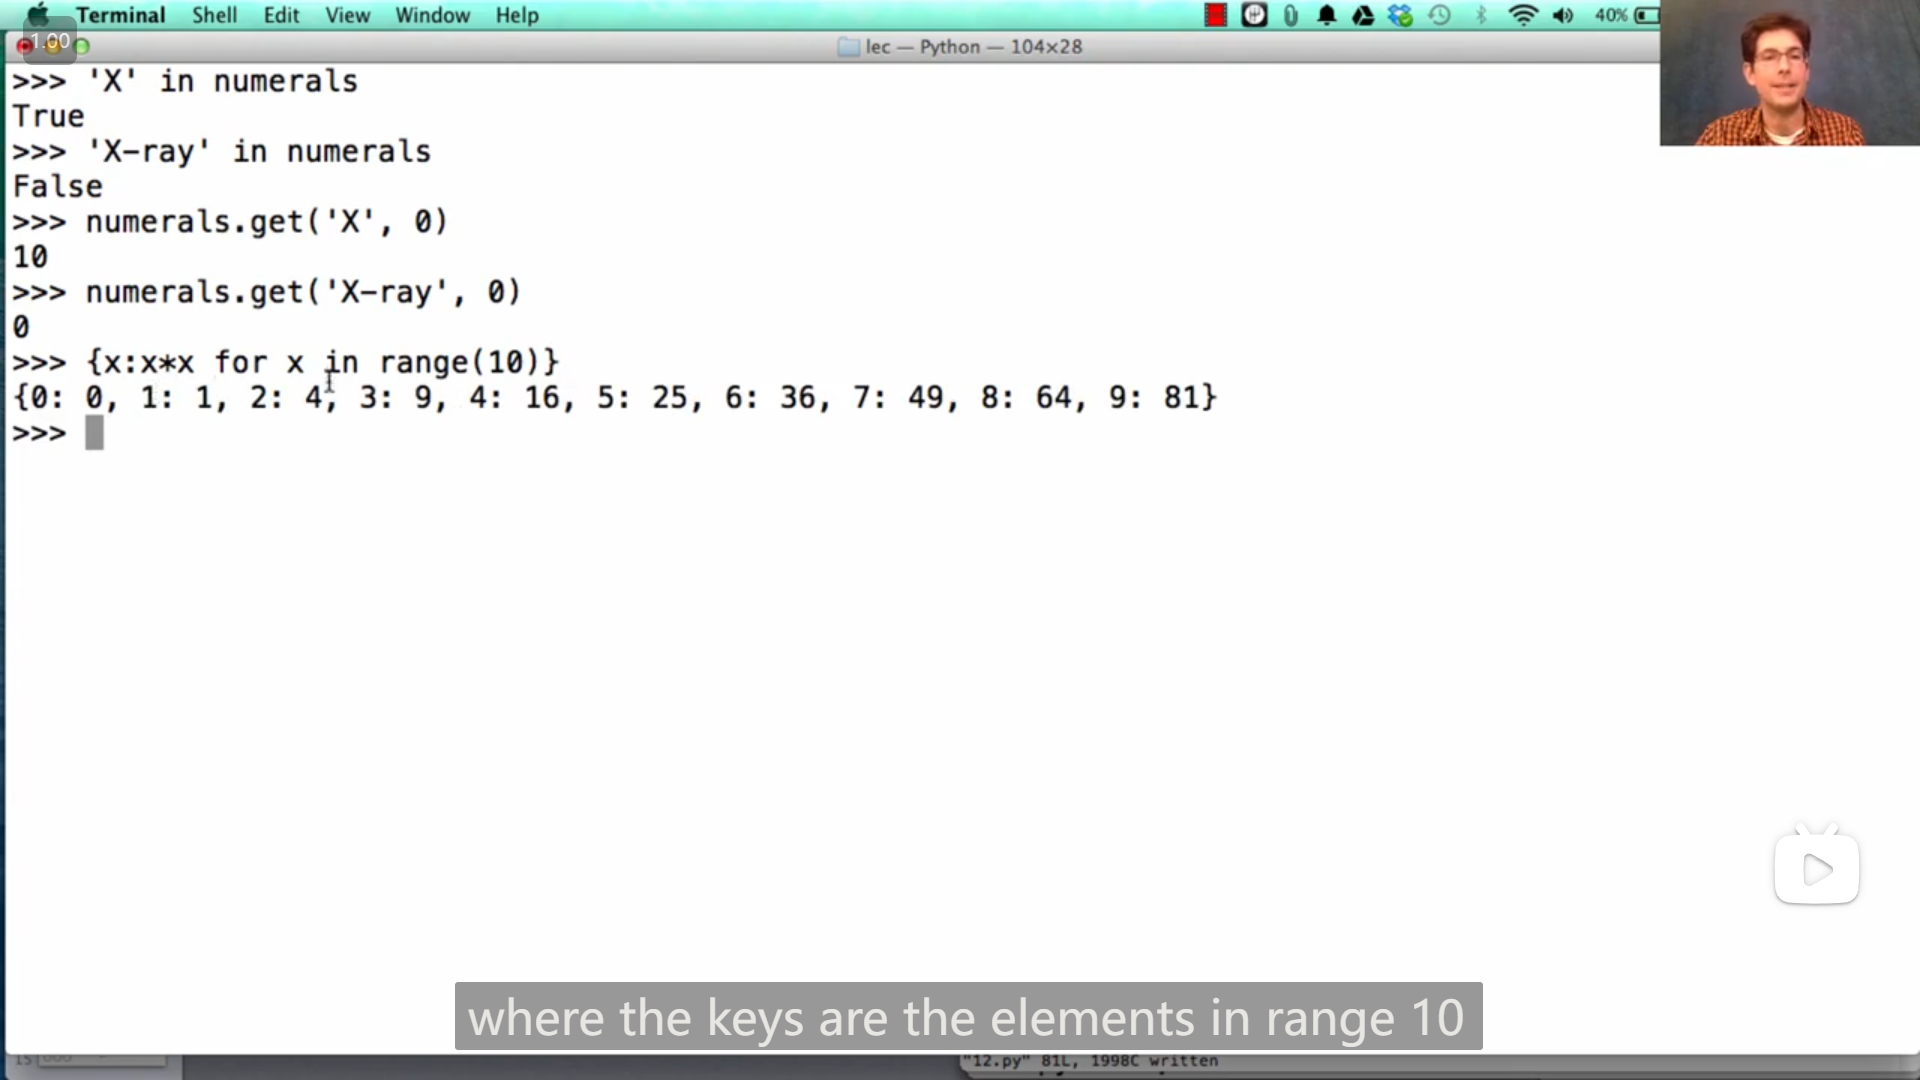 Terminal Shell Edit View Window Help 40%
1.00
lec — Python — 104×28
>>> 'X' in numerals
True
>>> 'X-ray' in numerals
False
>>> numerals.get('X', 0)
10
>>> numerals.get('X-ray', 0)
0
>>> {x:x*x for x in range(10)}
{0: 0, 1: 1, 2: 4, 3: 9, 4: 16, 5: 25, 6: 36, 7: 49, 8: 64, 9: 81}
>>>
where the keys are the elements in range 10
"12.py" 81L, 1998C written